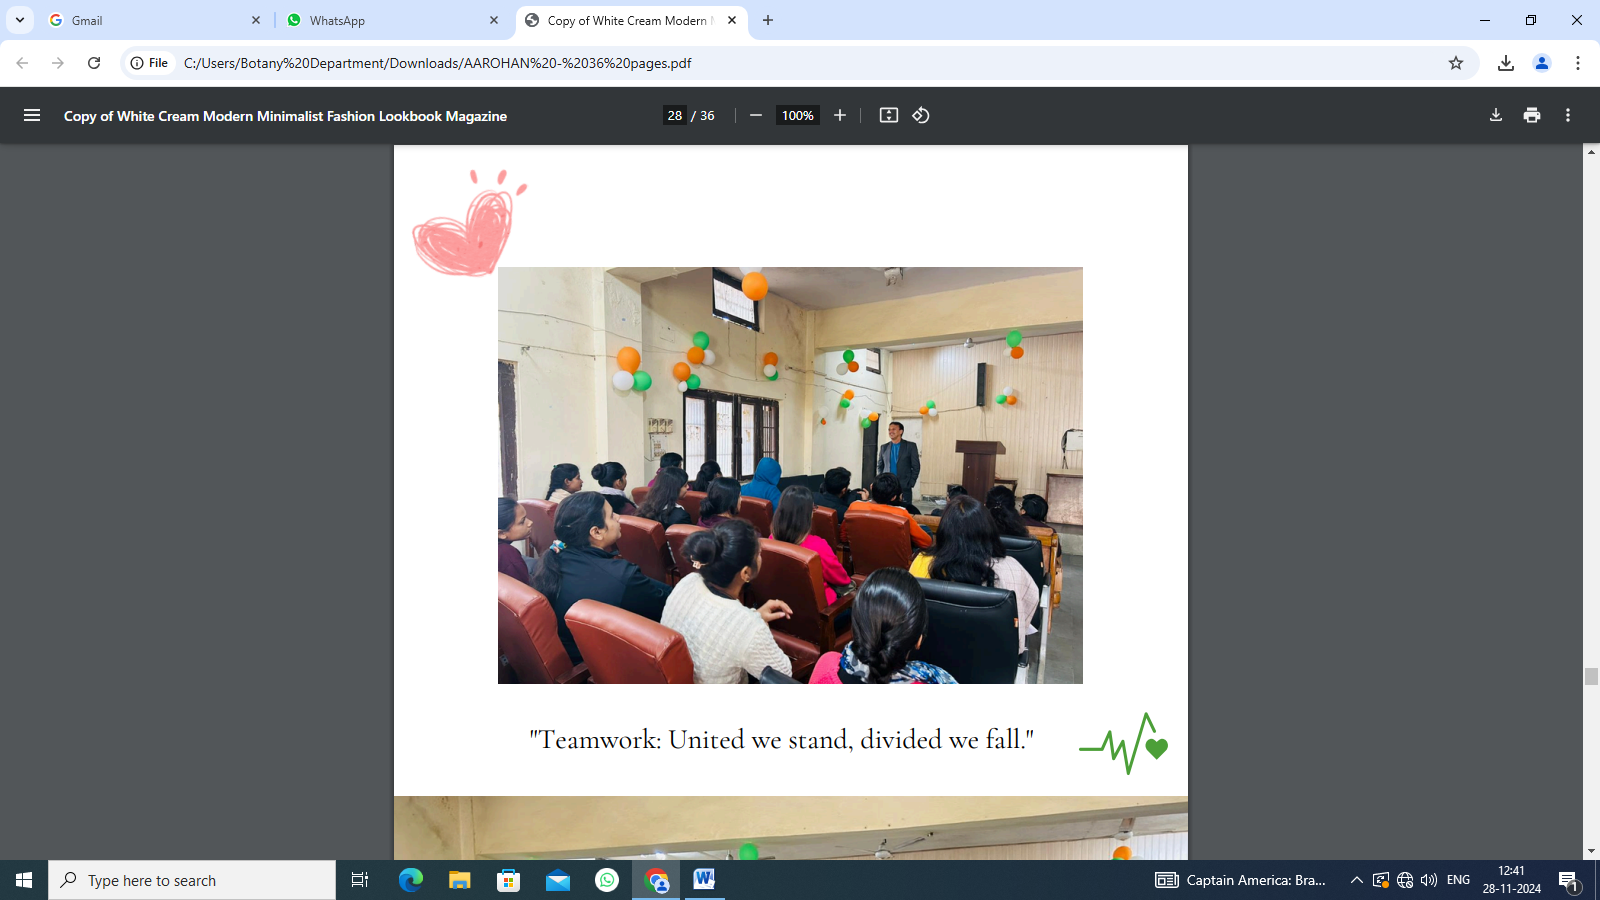 Gmail
WhatsApp
Copy of White Cream Modern
File
C:/Users/Botany%20Department/Downloads/AAROHAN%20-%2036%20pages.pdf
Copy of White Cream Modern Minimalist Fashion Lookbook Magazine
28 / 36
100%
"Teamwork: United we stand, divided we fall."
Type here to search
Captain America: Bra...
ENG
12:41
28-11-2024
1